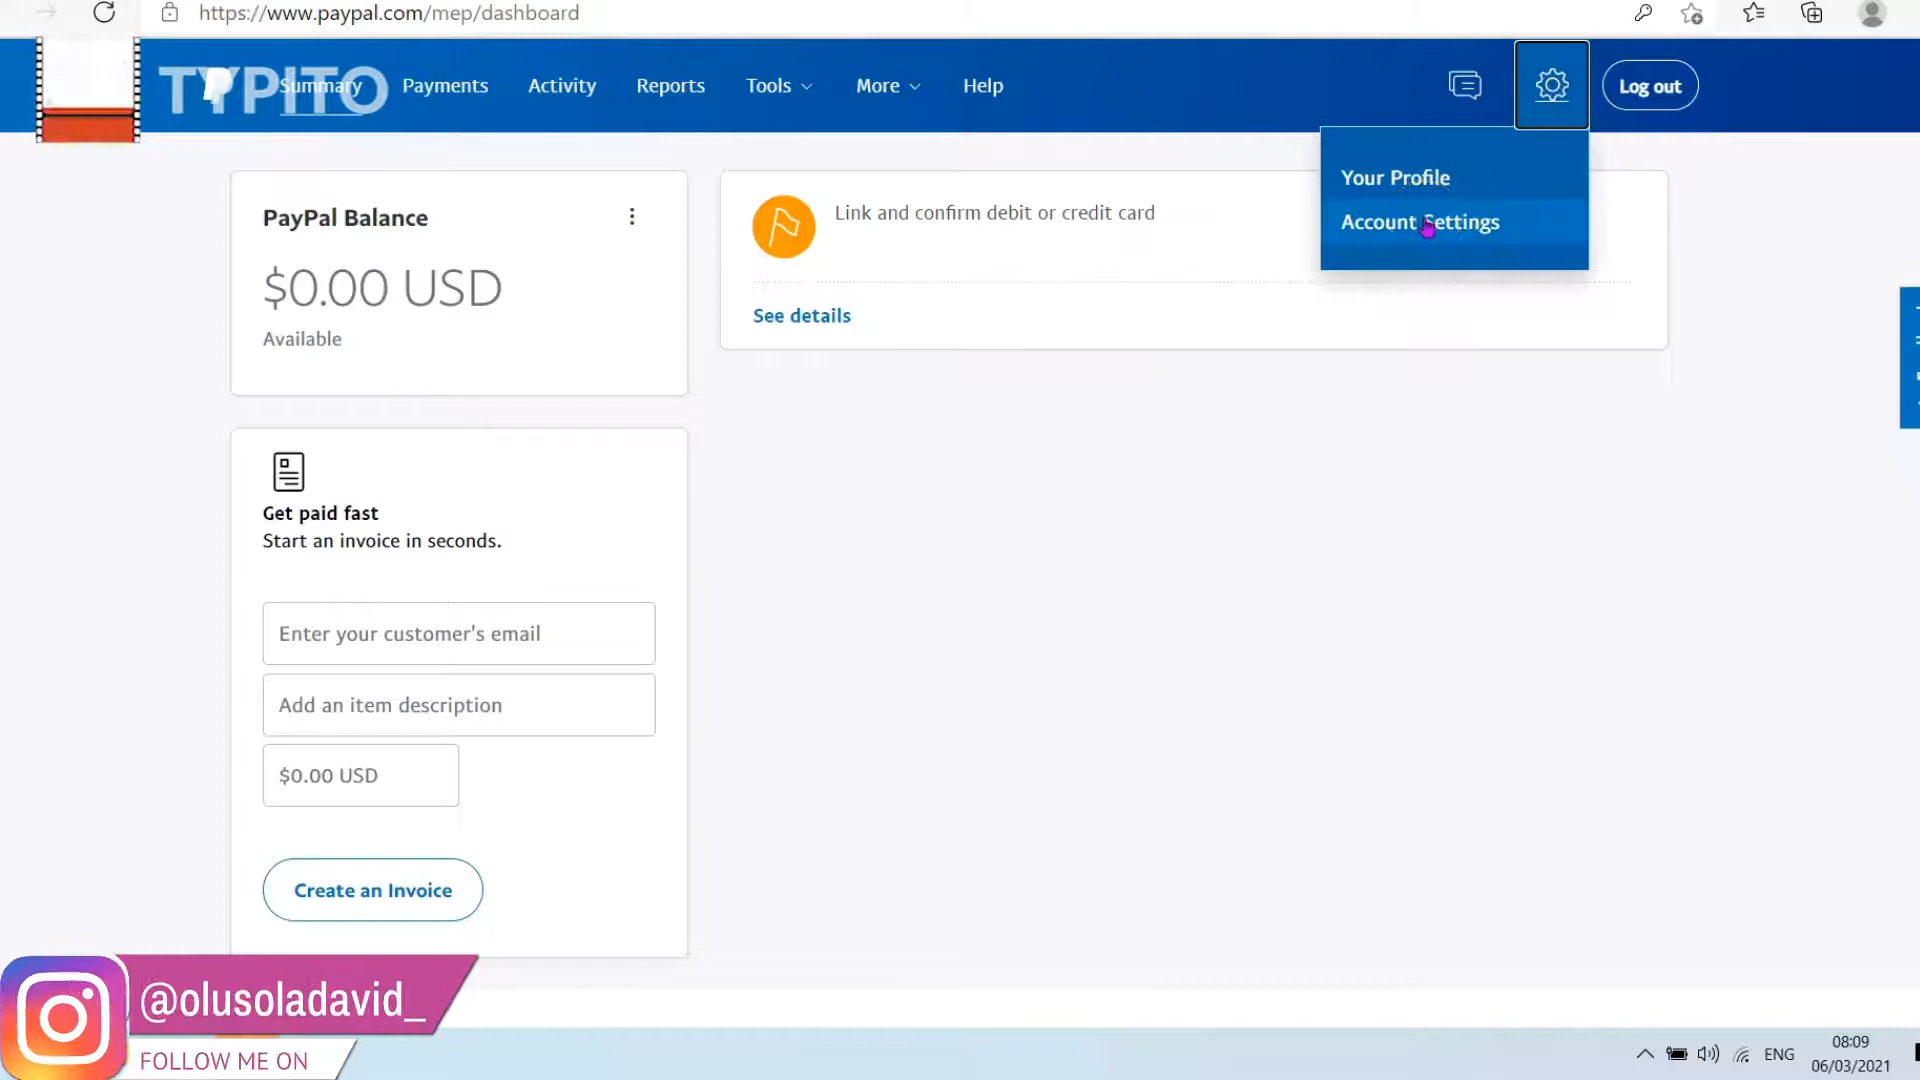 https://www.paypal.com/mep/dashboard
TYPITO
Summary
Payments
Activity
Reports
Tools
More
Help
Log out
Your Profile
Account Settings
PayPal Balance
$0.00 USD
Available
Link and confirm debit or credit card
See details
Get paid fast
Start an invoice in seconds.
Enter your customer's email
Add an item description
$0.00 USD
Create an Invoice
@olusoladavid_
FOLLOW ME ON
ENG
08:09
06/03/2021